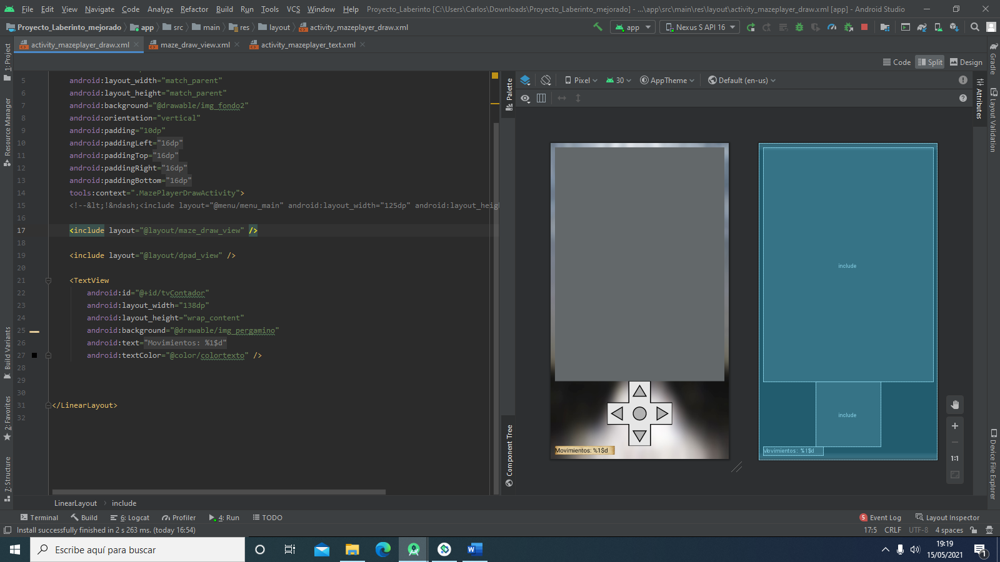 File Edit View Navigate Code Analyze Refactor Build Run Tools VCS Window Help Proyecto_Laberinto [C:\Users\Carlos\Downloads\Proyecto_Laberinto_mejorado] - ...\app\src\main\res\layout\activity_mazeplayer_draw.xml [app] - Android Studio
Proyecto_Laberinto_mejorado app src main res layout activity_mazeplayer_draw.xml app Nexus S API 16
activity_mazeplayer_draw.xml maze_draw_view.xml activity_mazeplayer_text.xml
Code Split Design
1: Project
Resource Manager
Build Variants
2: Favorites
7: Structure
5 android:layout_width="match_parent"
6 android:layout_height="match_parent"
7 android:background="@drawable/img_fondo2"
8 android:orientation="vertical"
9 android:padding="10dp"
10 android:paddingLeft="16dp"
11 android:paddingTop="16dp"
12 android:paddingRight="16dp"
13 android:paddingBottom="16dp"
14 tools:context=".MazePlayerDrawActivity">
15 <!--&lt;!&ndash;<include layout="@menu/menu_main" android:layout_width="125dp" android:layout_heigh
16
17 <include layout="@layout/maze_draw_view" />
18
19 <include layout="@layout/dpad_view" />
20
21 <TextView
22 android:id="@+id/tvContador"
23 android:layout_width="138dp"
24 android:layout_height="wrap_content"
25 android:background="@drawable/img_pergamino"
26 android:text="Movimientos: %1$d"
27 android:textColor="@color/colortexto" />
28
29
30
31 </LinearLayout>
32
Palette
Component Tree
Pixel 30 AppTheme Default (en-us)
include
include
Movimientos: %1$d
Movimientos: %1$d
1:1
Attributes
Gradle
Layout Validation
Device File Explorer
LinearLayout include
Terminal Build 6: Logcat Profiler 4: Run TODO 5 Event Log Layout Inspector
Install successfully finished in 2 s 263 ms. (today 16:54) 17:5 CRLF UTF-8 4 spaces
Escribe aquí para buscar
19:19
15/05/2021
1